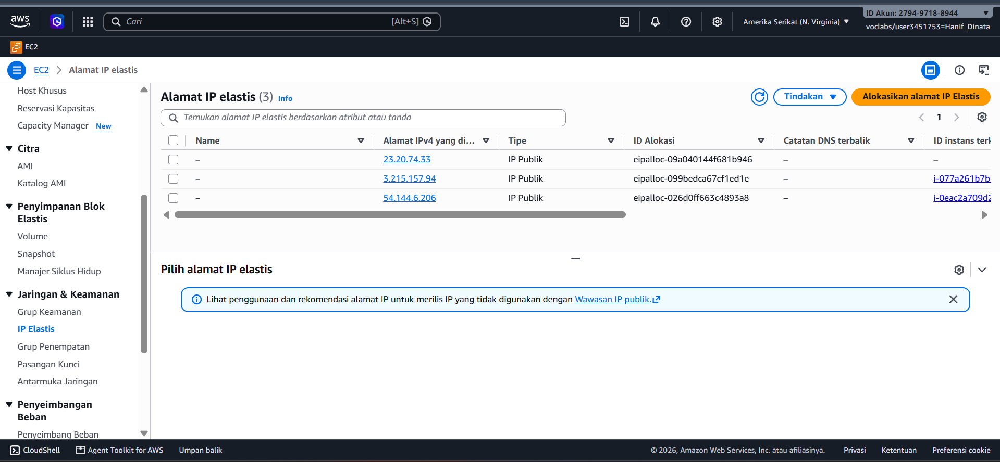 aws
Cari [Alt+S]
Amerika Serikat (N. Virginia)
ID Akun: 2794-9718-8944
voclabs/user3451753=Hanif_Dinata
EC2
EC2 Alamat IP elastis
Host Khusus
Reservasi Kapasitas
Capacity Manager New
Citra
AMI
Katalog AMI
Penyimpanan Blok
Elastis
Volume
Snapshot
Manajer Siklus Hidup
Jaringan & Keamanan
Grup Keamanan
IP Elastis
Grup Penempatan
Pasangan Kunci
Antarmuka Jaringan
Penyeimbangan
Beban
Penyeimbang Beban
Alamat IP elastis (3) Info
Tindakan
Alokasikan alamat IP Elastis
Temukan alamat IP elastis berdasarkan atribut atau tanda
1
Name Alamat IPv4 yang di... Tipe ID Alokasi Catatan DNS terbalik ID instans terk
– 23.20.74.33 IP Publik eipalloc-09a040144f681b946 – –
– 3.215.157.94 IP Publik eipalloc-099bedca67cf1ed1e – i-077a261b7b
– 54.144.6.206 IP Publik eipalloc-026d0ff663c4893a8 – i-0eac2a709d2
Pilih alamat IP elastis
Lihat penggunaan dan rekomendasi alamat IP untuk merilis IP yang tidak digunakan dengan Wawasan IP publik.
CloudShell Agent Toolkit for AWS Umpan balik © 2026, Amazon Web Services, Inc. atau afiliasinya. Privasi Ketentuan Preferensi cookie